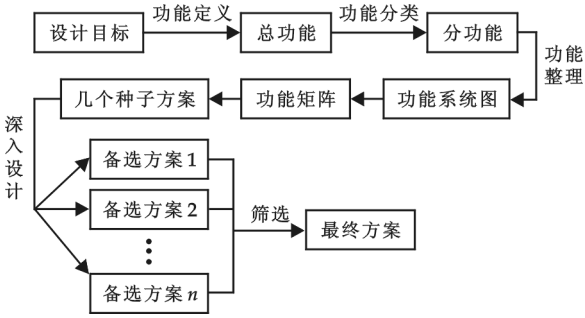 设计目标
功能定义
总功能
功能分类
分功能
功能
整理
功能系统图
功能矩阵
几个种子方案
深入设计
备选方案1
备选方案2
备选方案n
筛选
最终方案